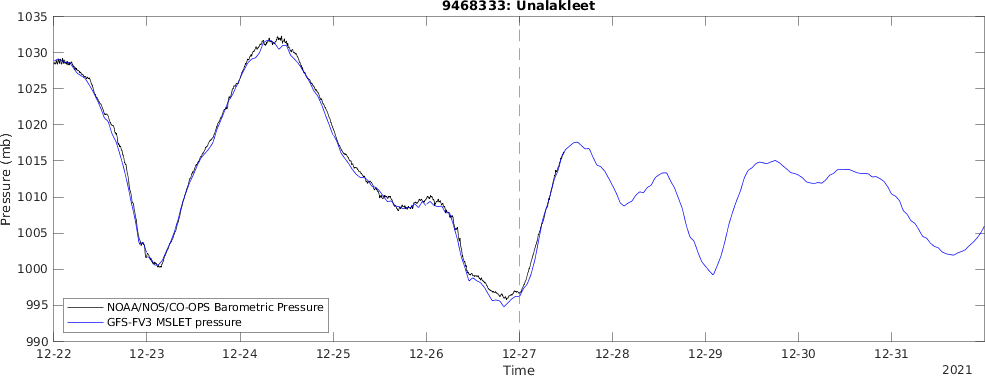 9468333: Unalakleet
Pressure (mb)
1035
1030
1025
1020
1015
1010
1005
1000
995
990
NOAA/NOS/CO-OPS Barometric Pressure
GFS-FV3 MSLET pressure
12-22 12-23 12-24 12-25 12-26 12-27 12-28 12-29 12-30 12-31
Time
2021